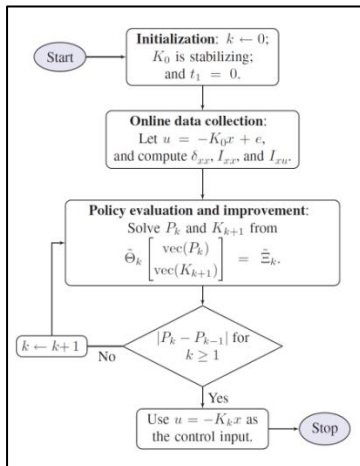 Start
Initialization: k ← 0;
K₀ is stabilizing;
and t₁ = 0.
Online data collection:
Let u = −K₀x + e,
and compute δₓₓ, Iₓₓ, and Iₓᵤ.
Policy evaluation and improvement:
Solve Pₖ and Kₖ₊₁ from
Θ̃ₖ [vec(Pₖ)
vec(Kₖ₊₁)] = Ξ̃ₖ.
|Pₖ − Pₖ₋₁| for
k ≥ 1
No
k ← k + 1
Yes
Use u = −Kₖx as
the control input.
Stop